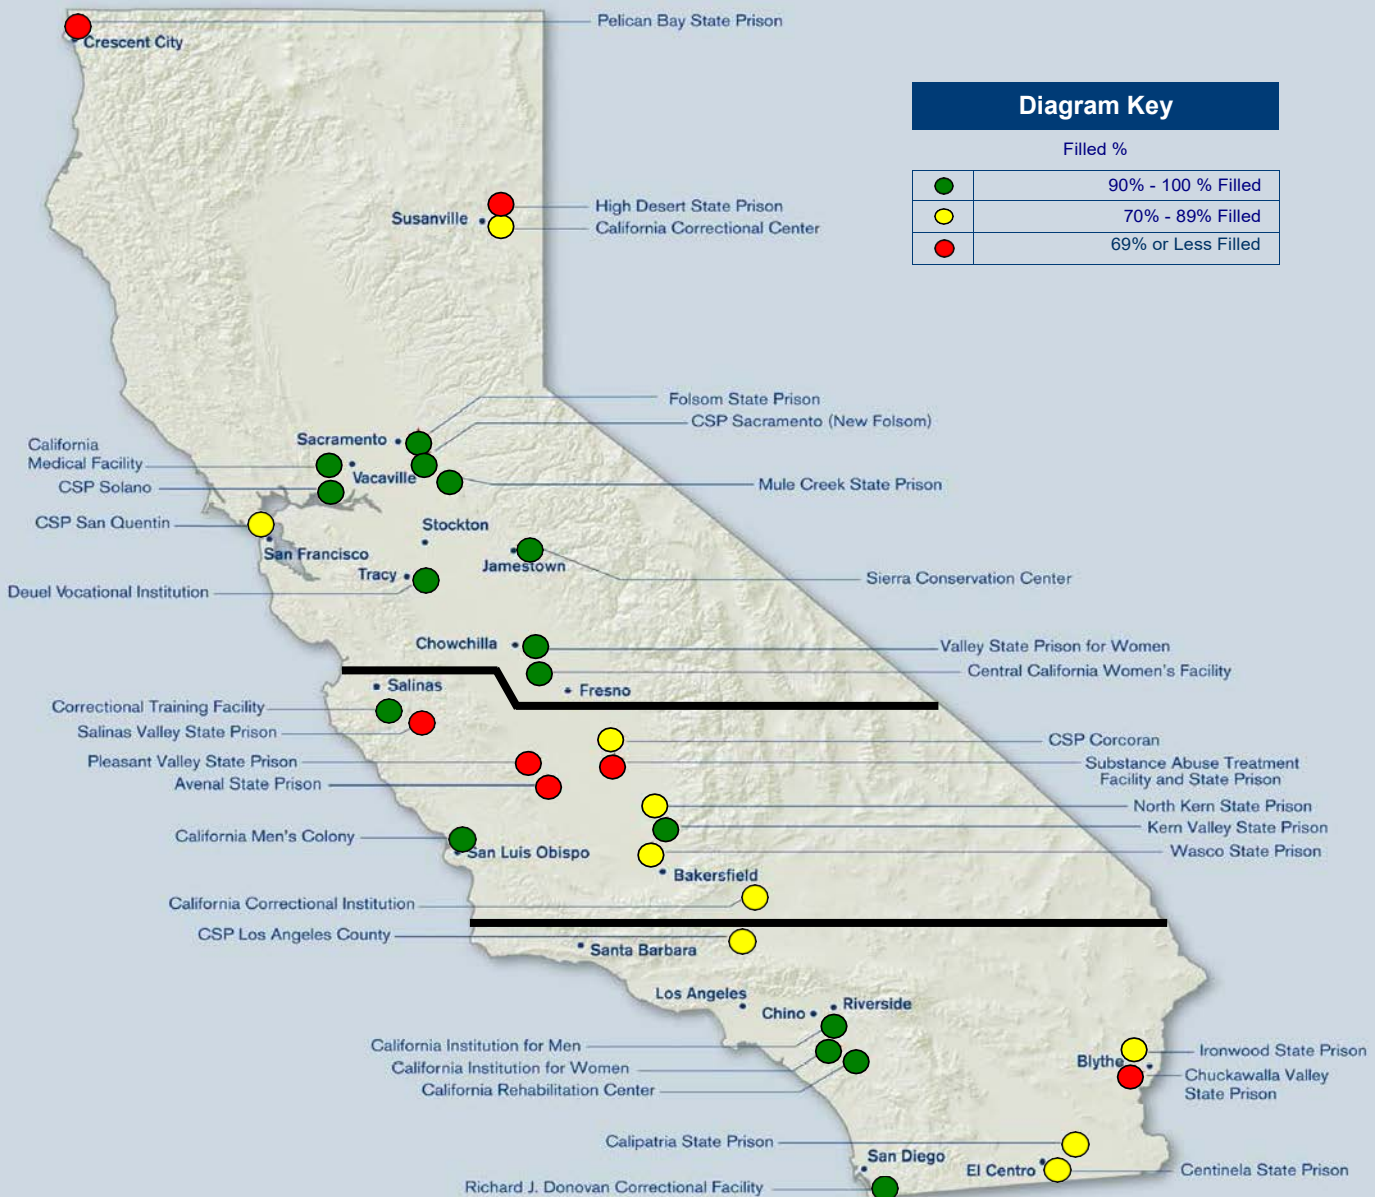 Pelican Bay State Prison
Crescent City
Diagram Key
Filled %
90% - 100 % Filled
70% - 89% Filled
69% or Less Filled
High Desert State Prison
Susanville
California Correctional Center
Folsom State Prison
CSP Sacramento (New Folsom)
Sacramento
California
Medical Facility
Vacaville
CSP Solano
Mule Creek State Prison
CSP San Quentin
Stockton
San Francisco
Jamestown
Tracy
Sierra Conservation Center
Deuel Vocational Institution
Chowchilla
Valley State Prison for Women
Central California Women's Facility
Salinas
Fresno
Correctional Training Facility
Salinas Valley State Prison
CSP Corcoran
Pleasant Valley State Prison
Substance Abuse Treatment
Facility and State Prison
Avenal State Prison
North Kern State Prison
Kern Valley State Prison
California Men's Colony
San Luis Obispo
Wasco State Prison
Bakersfield
California Correctional Institution
CSP Los Angeles County
Santa Barbara
Los Angeles
Chino
Riverside
California Institution for Men
California Institution for Women
California Rehabilitation Center
Ironwood State Prison
Blythe
Chuckawalla Valley
State Prison
Calipatria State Prison
San Diego
El Centro
Centinela State Prison
Richard J. Donovan Correctional Facility